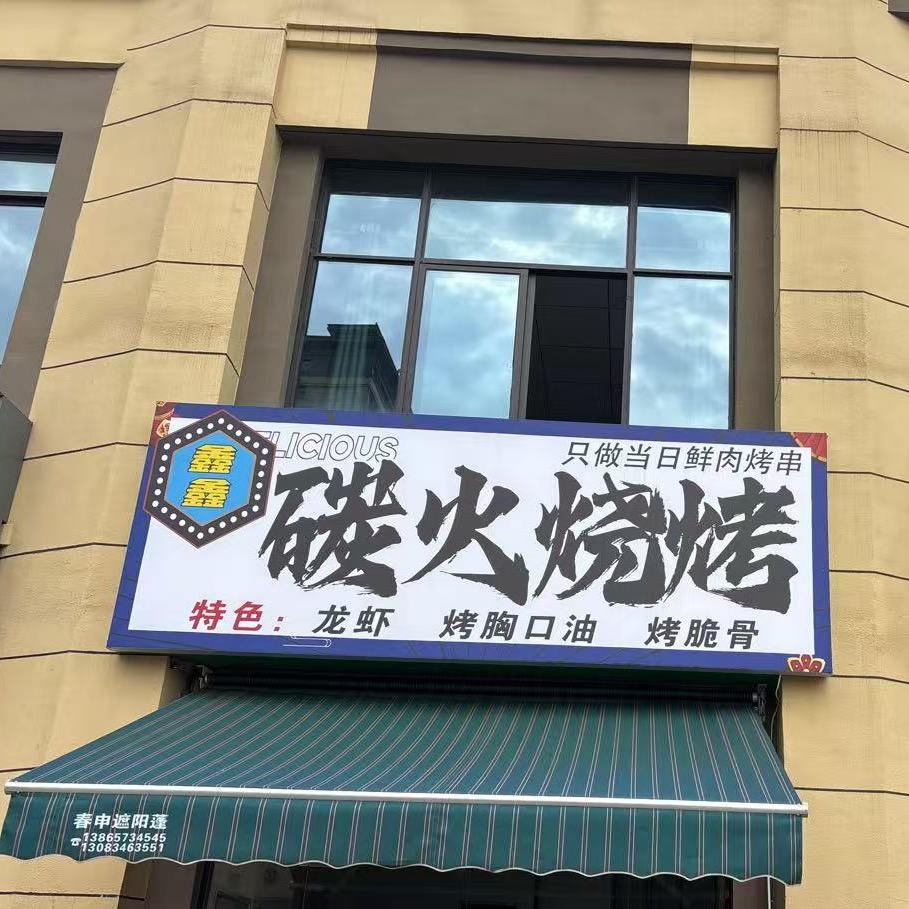 鑫
鑫
LICIOUS
只做当日鲜肉烤串
碳火烧烤
特色：龙虾 烤胸口油 烤脆骨
春申遮阳蓬
☎13865734545
13083463551